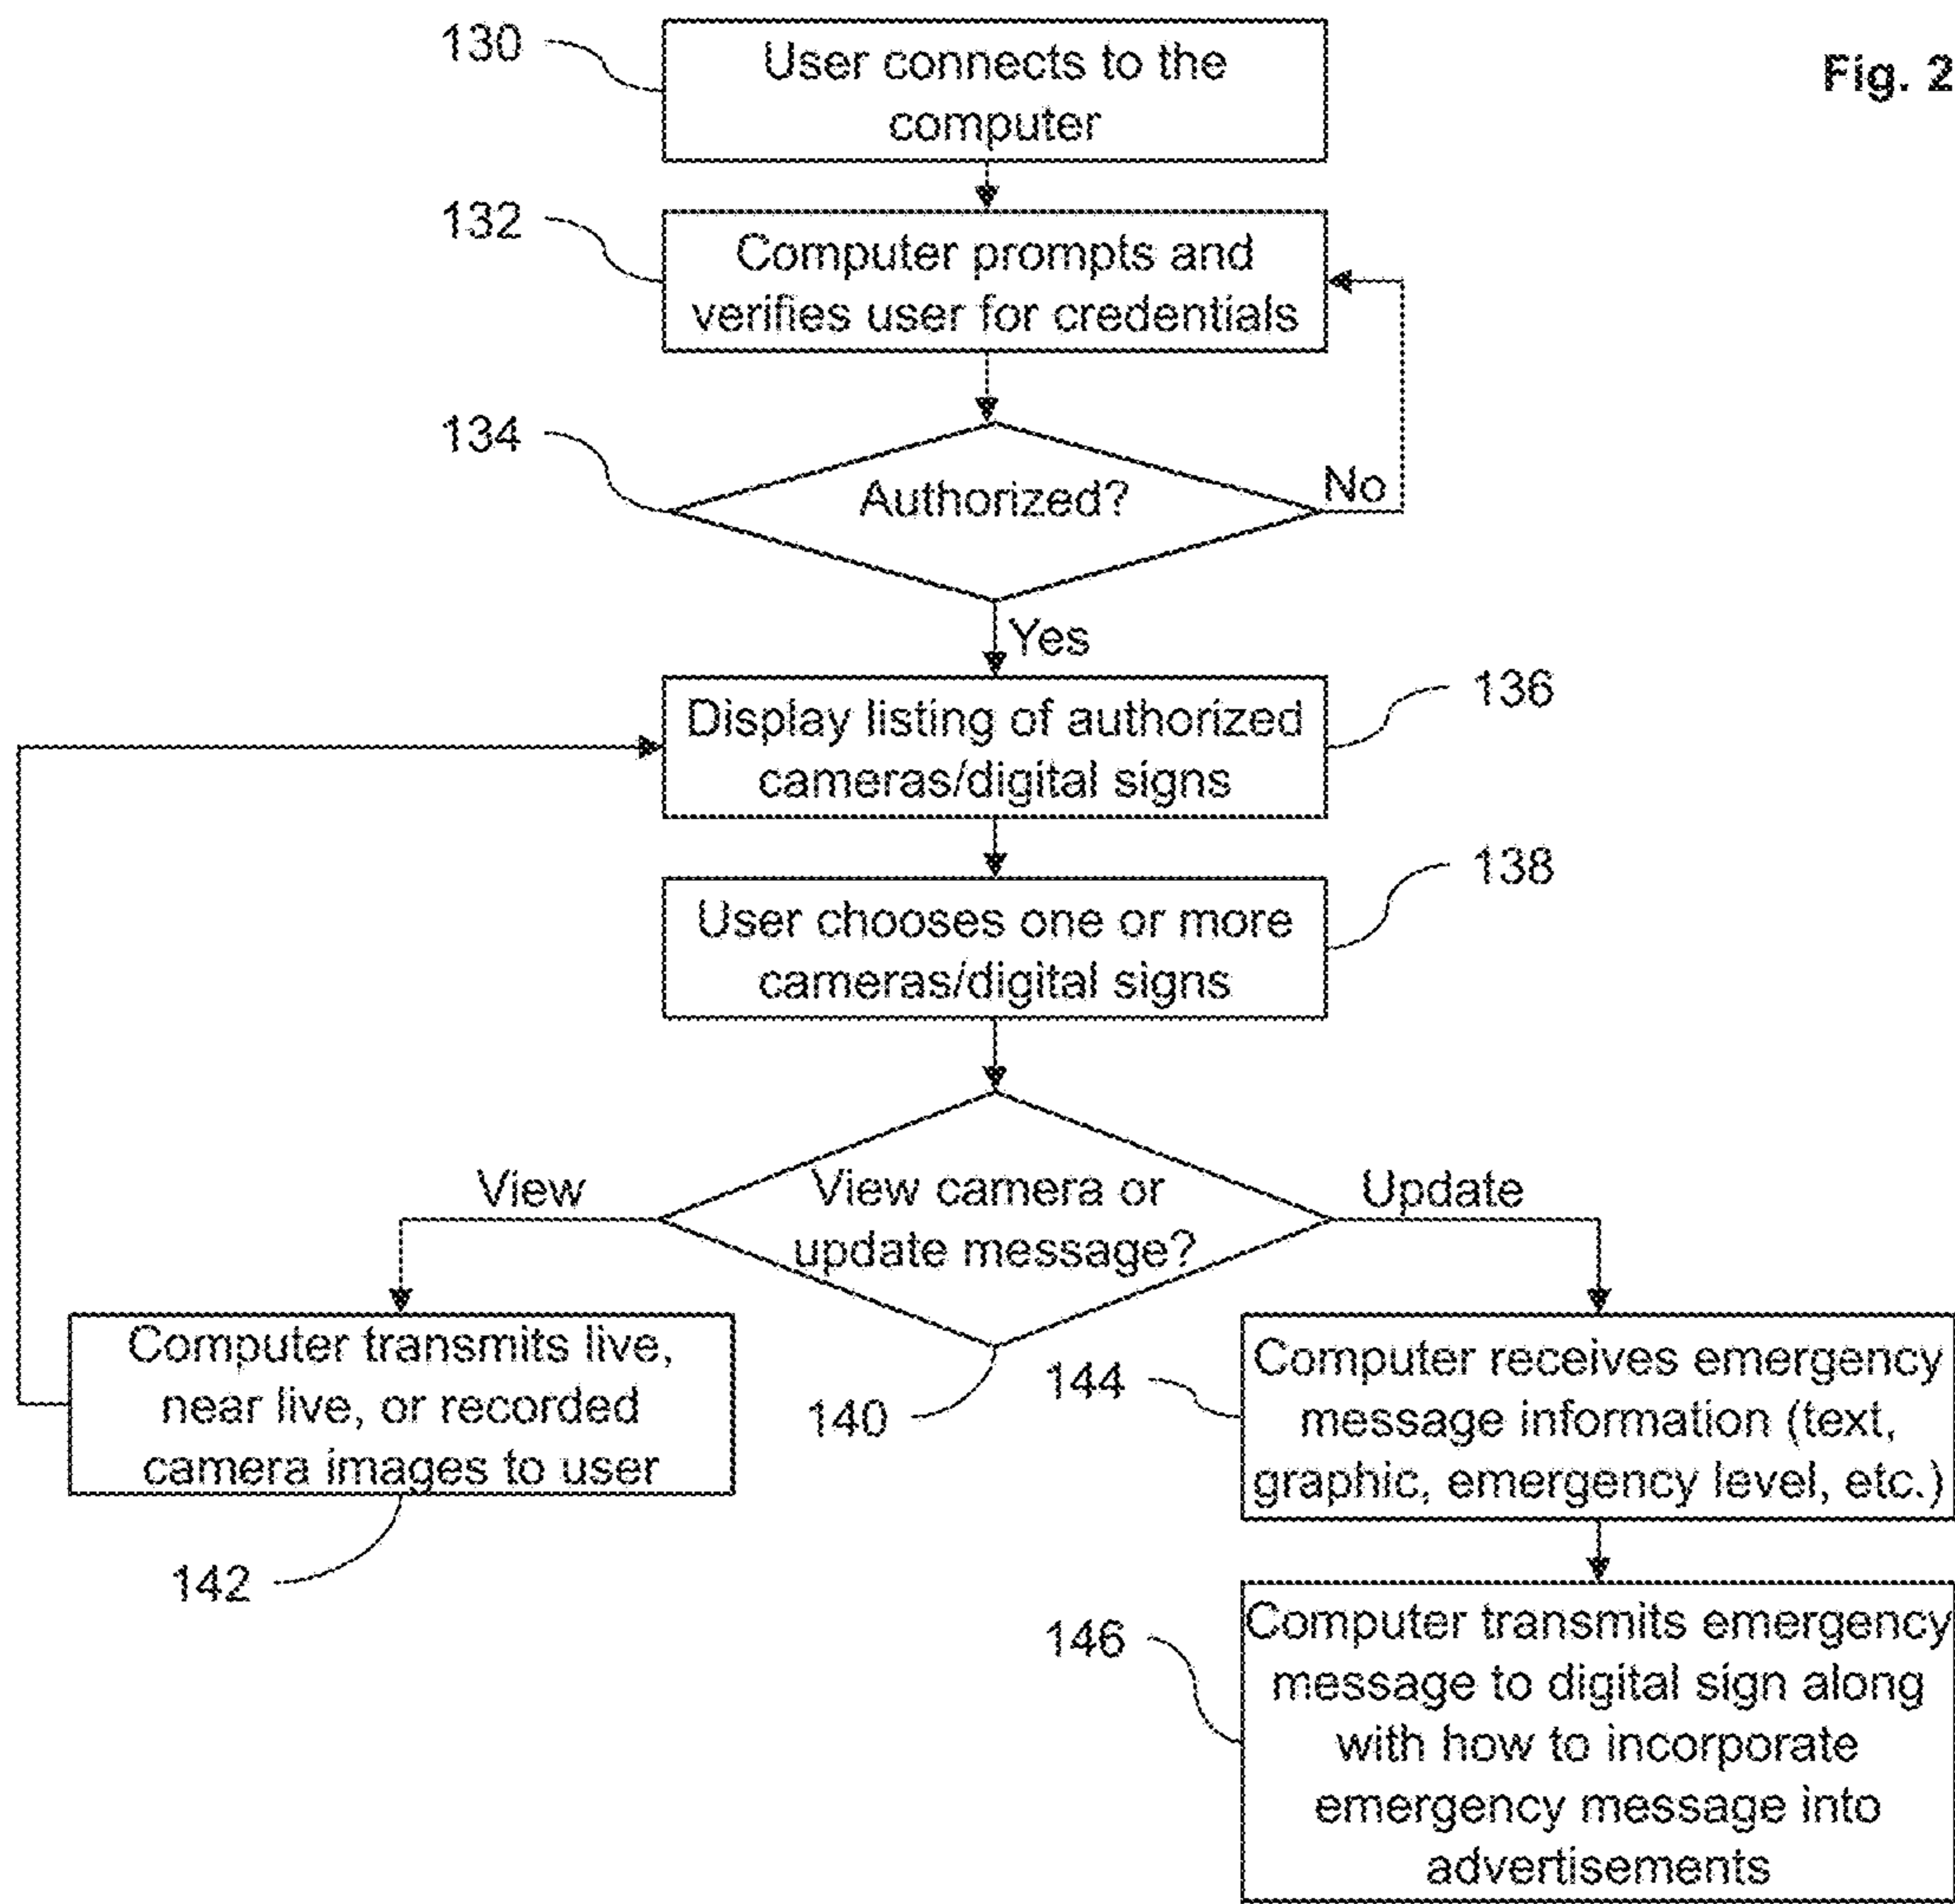 Fig. 2
130
User connects to the
computer
132
Computer prompts and
verifies user for credentials
134
Authorized?
No
Yes
136
Display listing of authorized
cameras/digital signs
138
User chooses one or more
cameras/digital signs
View
View camera or
update message?
Update
140
Computer transmits live,
near live, or recorded
camera images to user
142
144
Computer receives emergency
message information (text,
graphic, emergency level, etc.)
146
Computer transmits emergency
message to digital sign along
with how to incorporate
emergency message into
advertisements